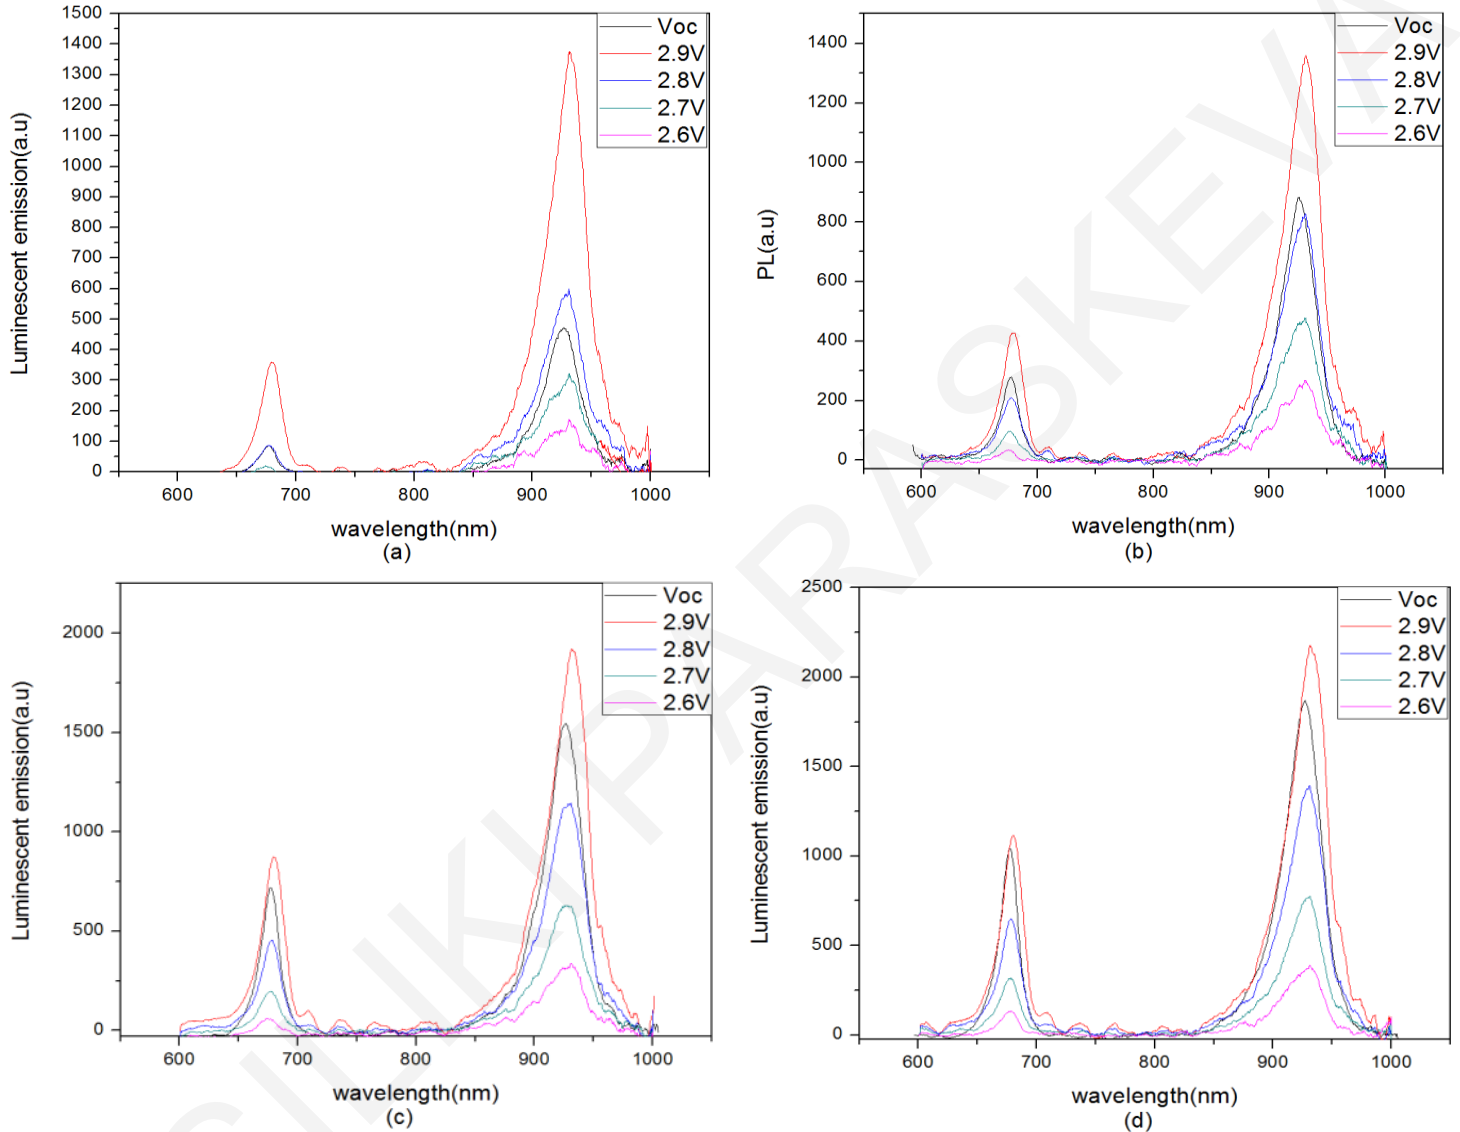 1500
1400
1300
1200
1100
1000
900
800
700
600
500
400
300
200
100
0
Luminescent emission(a.u)
600 700 800 900 1000
wavelength(nm)
(a)
Voc
2.9V
2.8V
2.7V
2.6V
1400
1200
1000
800
600
400
200
0
PL(a.u)
600 700 800 900 1000
wavelength(nm)
(b)
Voc
2.9V
2.8V
2.7V
2.6V
2000
1500
1000
500
0
Luminescent emission(a.u)
600 700 800 900 1000
wavelength(nm)
(c)
Voc
2.9V
2.8V
2.7V
2.6V
2500
2000
1500
1000
500
0
Luminescent emission(a.u)
600 700 800 900 1000
wavelength(nm)
(d)
Voc
2.9V
2.8V
2.7V
2.6V
SILIKI PARASKEVA